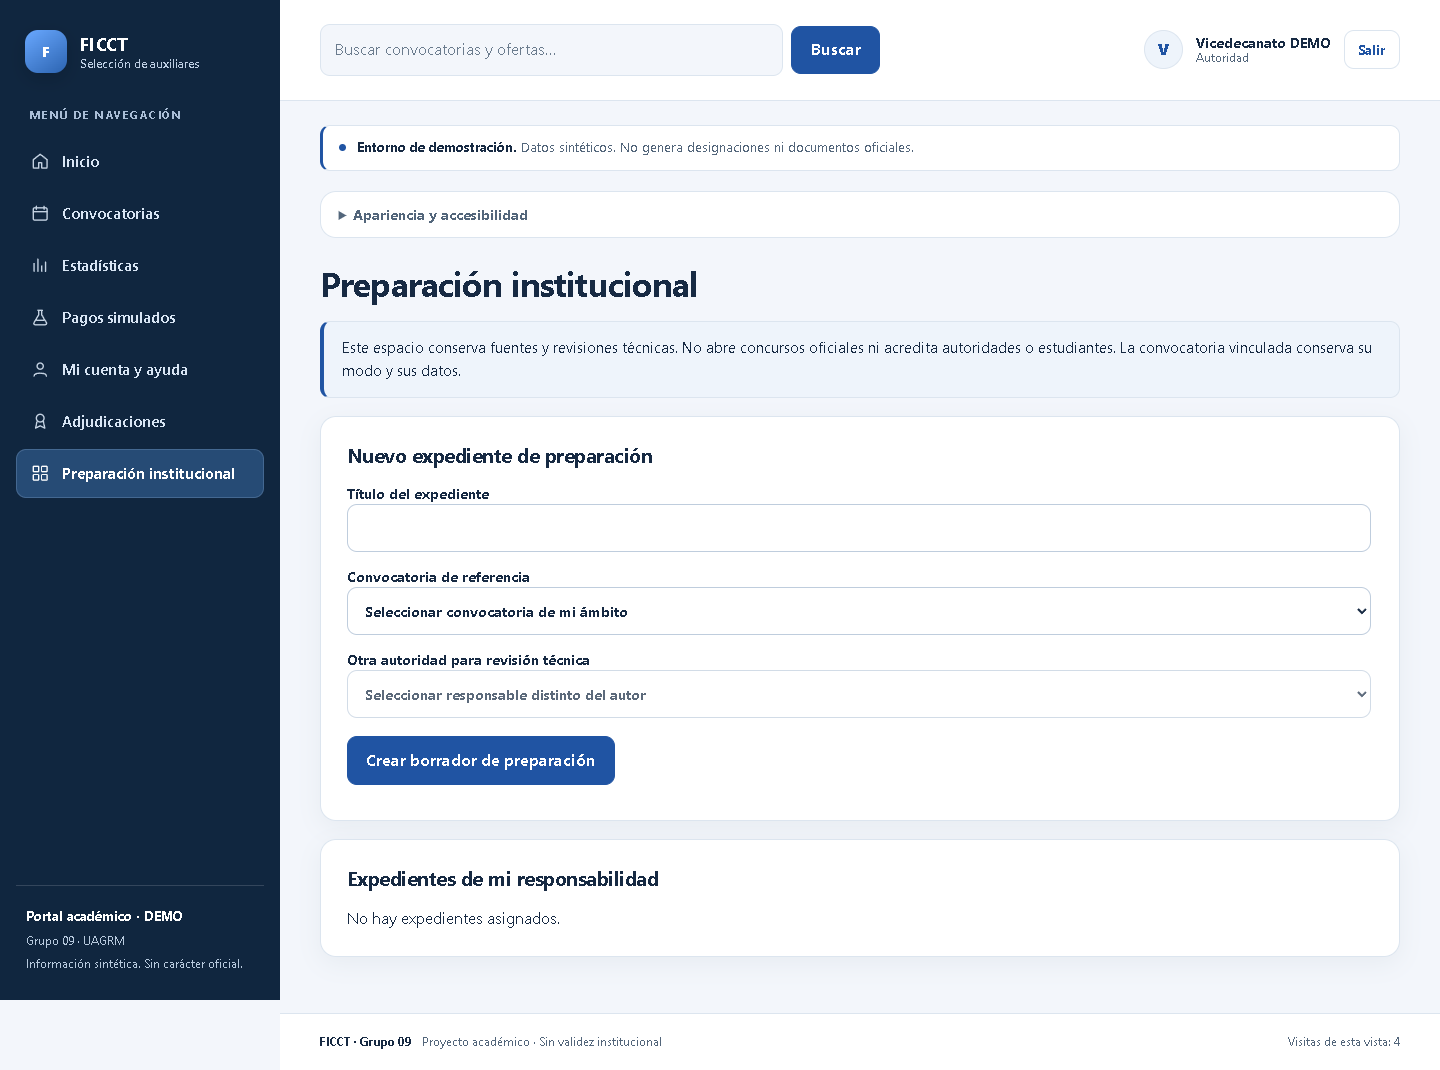 F
FICCT
Selección de auxiliares
MENÚ DE NAVEGACIÓN
Inicio
Convocatorias
Estadísticas
Pagos simulados
Mi cuenta y ayuda
Adjudicaciones
Preparación institucional
Portal académico · DEMO
Grupo 09 · UAGRM
Información sintética. Sin carácter oficial.
Buscar convocatorias y ofertas...
Buscar
V
Vicedecanato DEMO
Autoridad
Salir
Entorno de demostración. Datos sintéticos. No genera designaciones ni documentos oficiales.
Apariencia y accesibilidad
Preparación institucional
Este espacio conserva fuentes y revisiones técnicas. No abre concursos oficiales ni acredita autoridades o estudiantes. La convocatoria vinculada conserva su
modo y sus datos.
Nuevo expediente de preparación
Título del expediente
Convocatoria de referencia
Seleccionar convocatoria de mi ámbito
Otra autoridad para revisión técnica
Seleccionar responsable distinto del autor
Crear borrador de preparación
Expedientes de mi responsabilidad
No hay expedientes asignados.
FICCT · Grupo 09 Proyecto académico · Sin validez institucional
Visitas de esta vista: 4